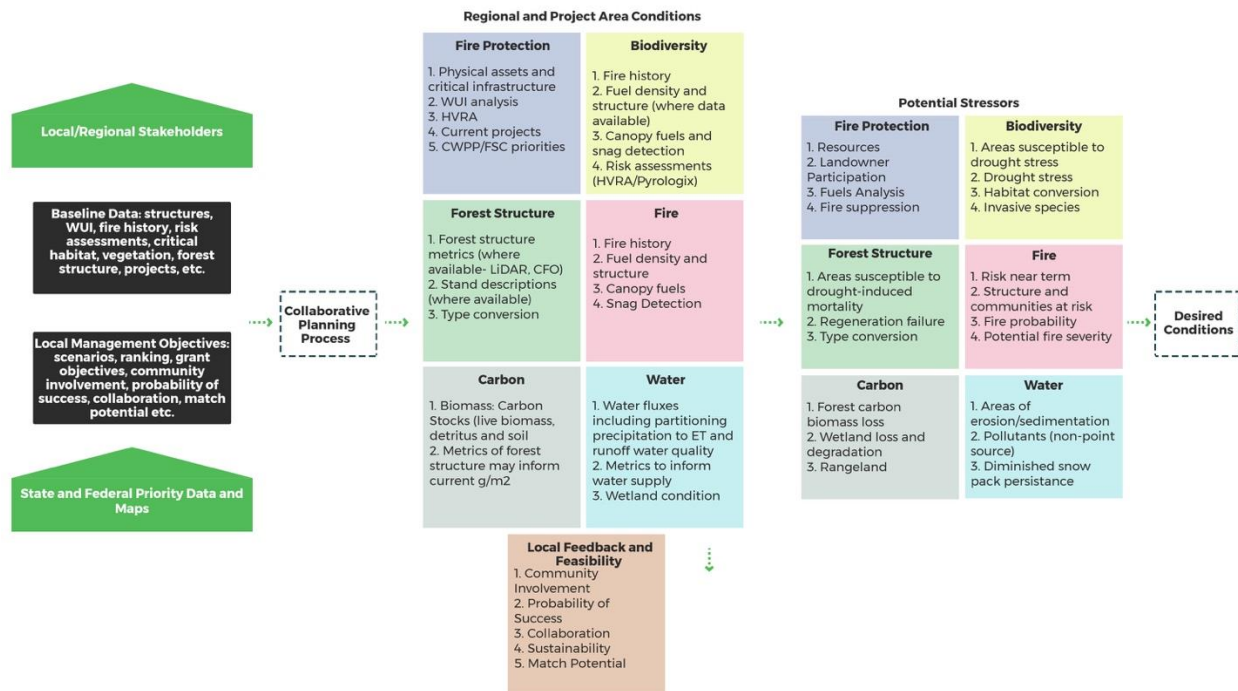 Local/Regional Stakeholders
Baseline Data: structures,
WUI, fire history, risk
assessments, critical
habitat, vegetation, forest
structure, projects, etc.
Local Management Objectives:
scenarios, ranking, grant
objectives, community
involvement, probability of
success, collaboration, match
potential etc.
State and Federal Priority Data and
Maps
Collaborative
Planning
Process
Regional and Project Area Conditions
Fire Protection
1. Physical assets and
critical infrastructure
2. WUI analysis
3. HVRA
4. Current projects
5. CWPP/FSC priorities
Biodiversity
1. Fire history
2. Fuel density and
structure (where data
available)
3. Canopy fuels and
snag detection
4. Risk assessments
(HVRA/Pyrologix)
Forest Structure
1. Forest structure
metrics (where
available- LiDAR, CFO)
2. Stand descriptions
(where available)
3. Type conversion
Fire
1. Fire history
2. Fuel density and
structure
3. Canopy fuels
4. Snag Detection
Carbon
1. Biomass: Carbon
Stocks (live biomass,
detritus and soil
2. Metrics of forest
structure may inform
current g/m2
Water
1. Water fluxes
including partitioning
precipitation to ET and
runoff water quality
2. Metrics to inform
water supply
3. Wetland condition
Local Feedback and
Feasibility
1. Community
Involvement
2. Probability of
Success
3. Collaboration
4. Sustainability
5. Match Potential
Potential Stressors
Fire Protection
1. Resources
2. Landowner
Participation
3. Fuels Analysis
4. Fire suppression
Biodiversity
1. Areas susceptible to
drought stress
2. Drought stress
3. Habitat conversion
4. Invasive species
Forest Structure
1. Areas susceptible to
drought-induced
mortality
2. Regeneration failure
3. Type conversion
Fire
1. Risk near term
2. Structure and
communities at risk
3. Fire probability
4. Potential fire severity
Carbon
1. Forest carbon
biomass loss
2. Wetland loss and
degradation
3. Rangeland
Water
1. Areas of
erosion/sedimentation
2. Pollutants (non-point
source)
3. Diminished snow
pack persistance
Desired
Conditions